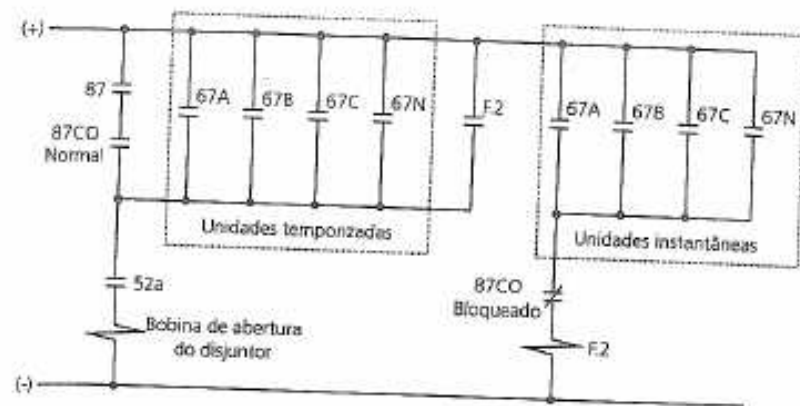 (+)
87
87CO
Normal
67A
67B
67C
67N
F.2
67A
67B
67C
67N
Unidades temporizadas
Unidades instantâneas
52a
87CO
Bloqueado
Bobina de abertura
do disjuntor
F.2
(-)